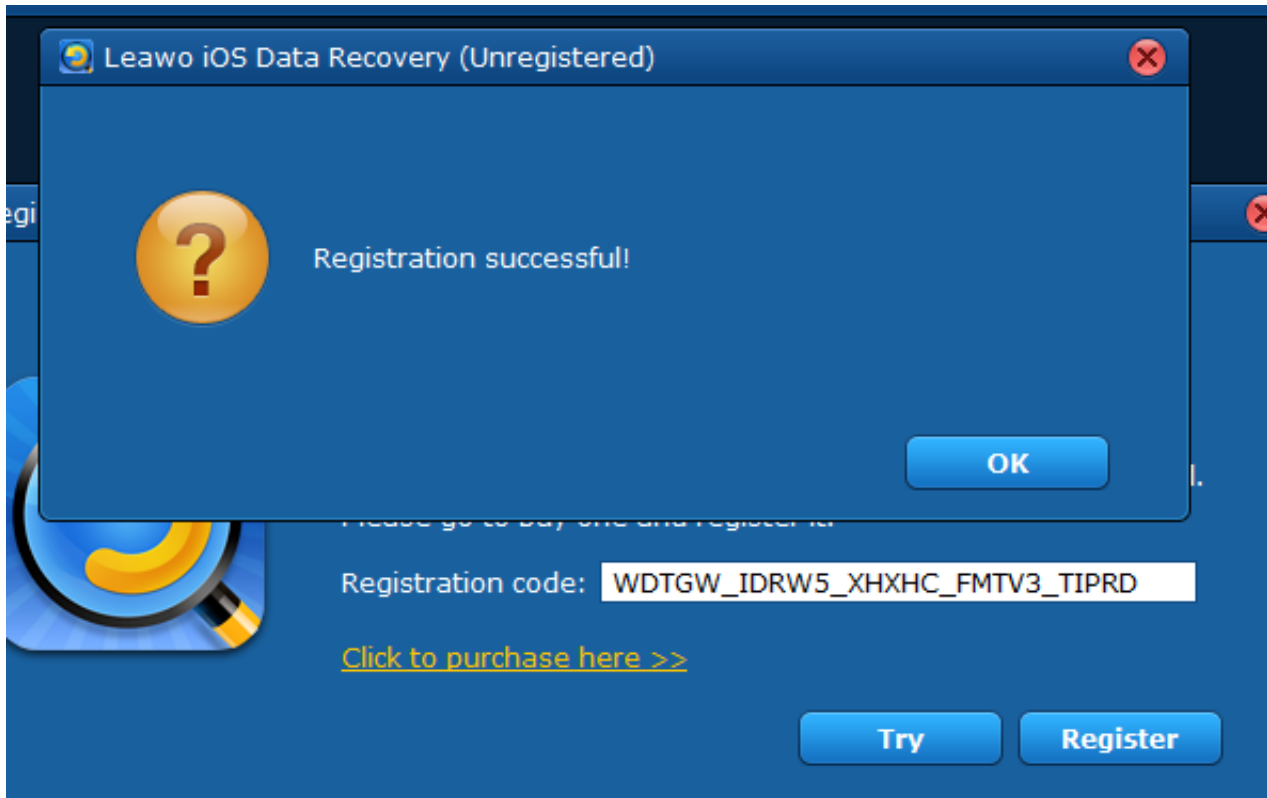 Leawo iOS Data Recovery (Unregistered)
Registration successful!
OK
Registration code: WDTGW_IDRW5_XHXHC_FMTV3_TIPRD
Click to purchase here >>
Try
Register